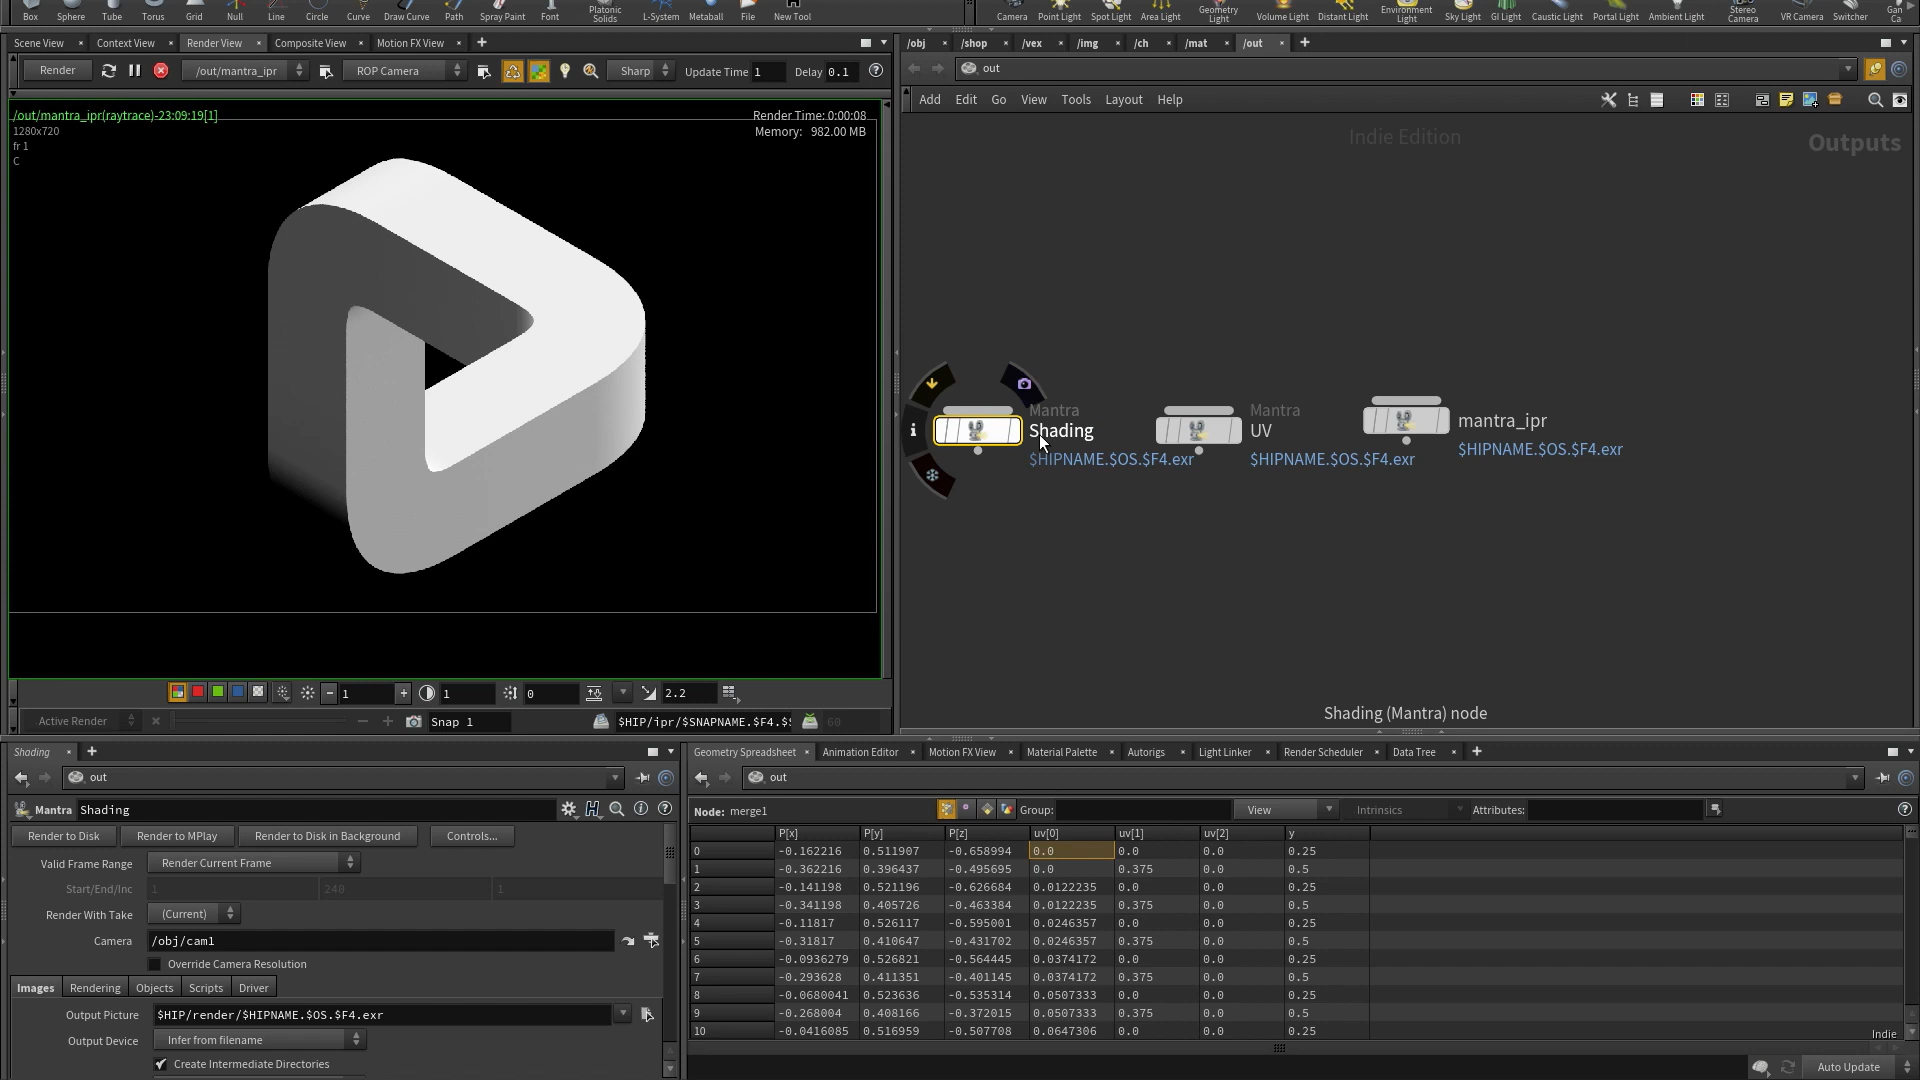 Box Sphere Tube Torus Grid Null Line Circle Curve Draw Curve Path Spray Paint Font Platonic Solids L-System Metaball File New Tool
Camera Point Light Spot Light Area Light Geometry Light Volume Light Distant Light Environment Light Sky Light GI Light Caustic Light Portal Light Ambient Light Stereo Camera VR Camera Switcher Gan Ca
Scene View Context View Render View Composite View Motion FX View
/obj /shop /vex /img /ch /mat /out
Render /out/mantra_ipr ROP Camera Sharp Update Time 1 Delay 0.1
out
Add Edit Go View Tools Layout Help
/out/mantra_ipr(raytrace)-23:09:19[1]
1280x720
fr 1
C
Render Time: 0:00:08
Memory: 982.00 MB
Indie Edition
Outputs
Mantra
Shading
$HIPNAME.$OS.$F4.exr
Mantra
UV
$HIPNAME.$OS.$F4.exr
mantra_ipr
$HIPNAME.$OS.$F4.exr
Shading (Mantra) node
1 1 0 2.2
Active Render Snap 1 $HIP/ipr/$SNAPNAME.$F4.$S 60
Shading
out
Mantra Shading
Render to Disk Render to MPlay Render to Disk in Background Controls...
Valid Frame Range Render Current Frame
Start/End/Inc 1 240 1
Render With Take (Current)
Camera /obj/cam1
Override Camera Resolution
Images Rendering Objects Scripts Driver
Output Picture $HIP/render/$HIPNAME.$OS.$F4.exr
Output Device Infer from filename
Create Intermediate Directories
Geometry Spreadsheet Animation Editor Motion FX View Material Palette Autorigs Light Linker Render Scheduler Data Tree
out
Node: merge1 Group: View Intrinsics Attributes:
P[x] P[y] P[z] uv[0] uv[1] uv[2] y
0 -0.162216 0.511907 -0.658994 0.0 0.0 0.0 0.25
1 -0.362216 0.396437 -0.495695 0.0 0.375 0.0 0.5
2 -0.141198 0.521196 -0.626684 0.0122235 0.0 0.0 0.25
3 -0.341198 0.405726 -0.463384 0.0122235 0.375 0.0 0.5
4 -0.11817 0.526117 -0.595001 0.0246357 0.0 0.0 0.25
5 -0.31817 0.410647 -0.431702 0.0246357 0.375 0.0 0.5
6 -0.0936279 0.526821 -0.564445 0.0374172 0.0 0.0 0.25
7 -0.293628 0.411351 -0.401145 0.0374172 0.375 0.0 0.5
8 -0.0680041 0.523636 -0.535314 0.0507333 0.0 0.0 0.25
9 -0.268004 0.408166 -0.372015 0.0507333 0.375 0.0 0.5
10 -0.0416085 0.516959 -0.507708 0.0647306 0.0 0.0 0.25
Indie
Auto Update